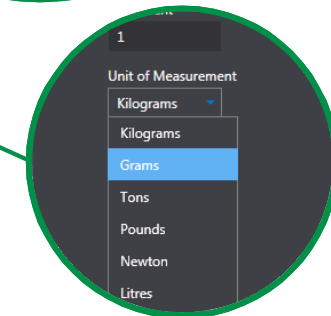 1
Unit of Measurement
Kilograms
Kilograms
Grams
Tons
Pounds
Newton
Litres